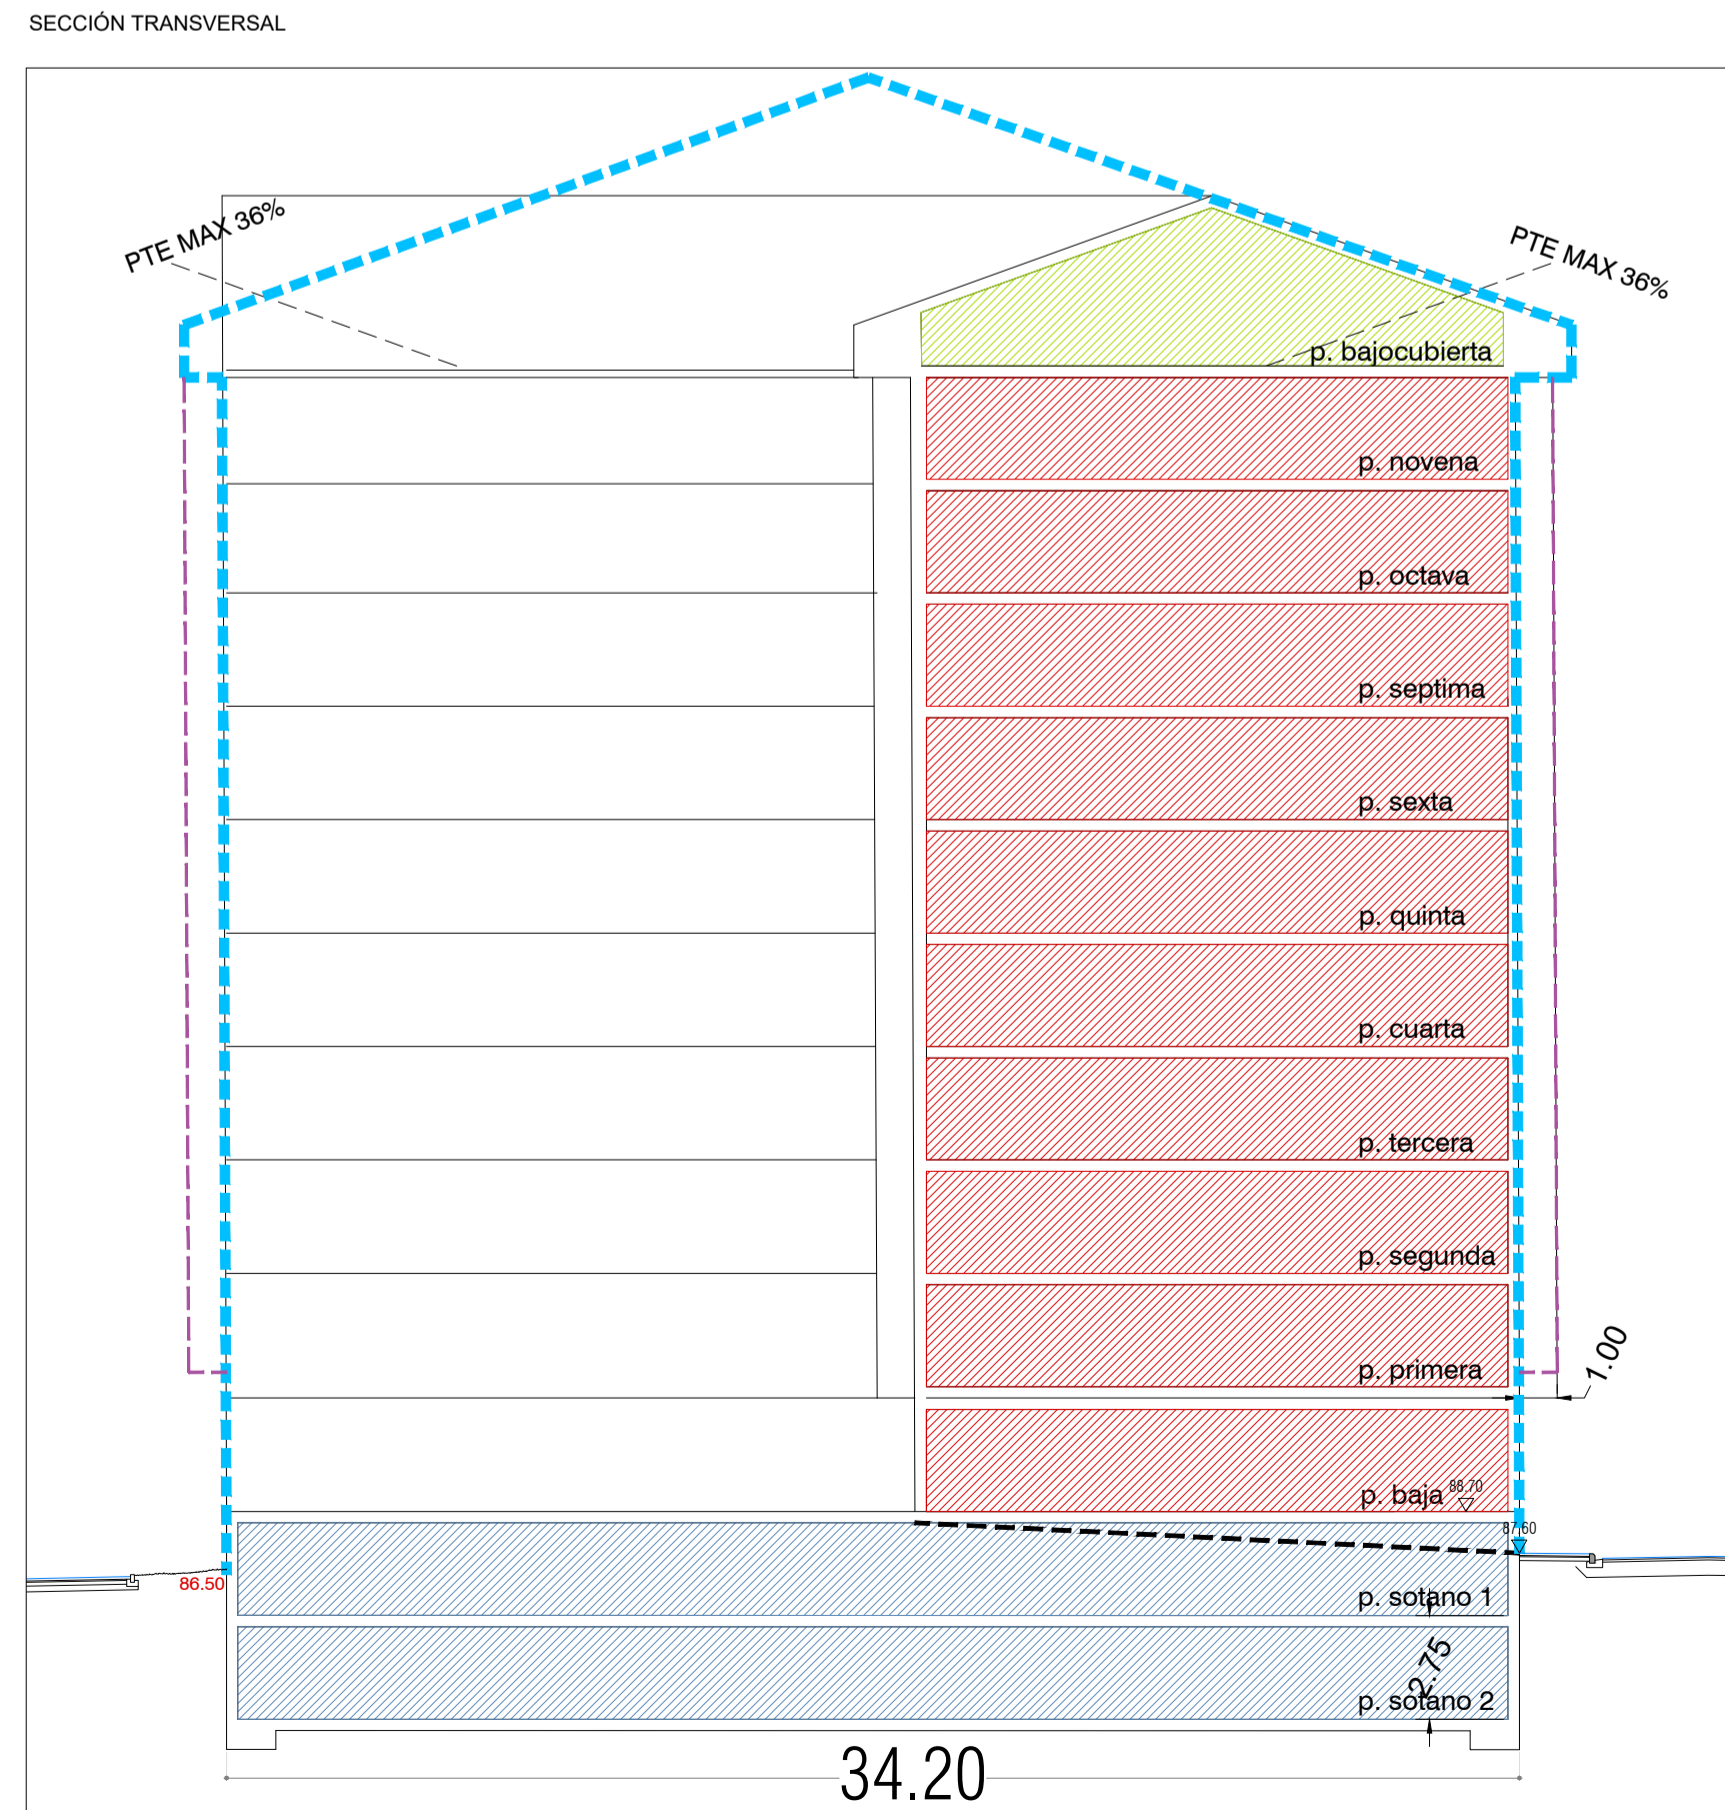 SECCIÓN TRANSVERSAL
PTE MAX 36%
PTE MAX 36%
p. bajocubierta
p. novena
p. octava
p. septima
p. sexta
p. quinta
p. cuarta
p. tercera
p. segunda
p. primera
1.00
p. baja
88.70
87.60
86.50
p. sotano 1
2.75
p. sotano 2
34.20